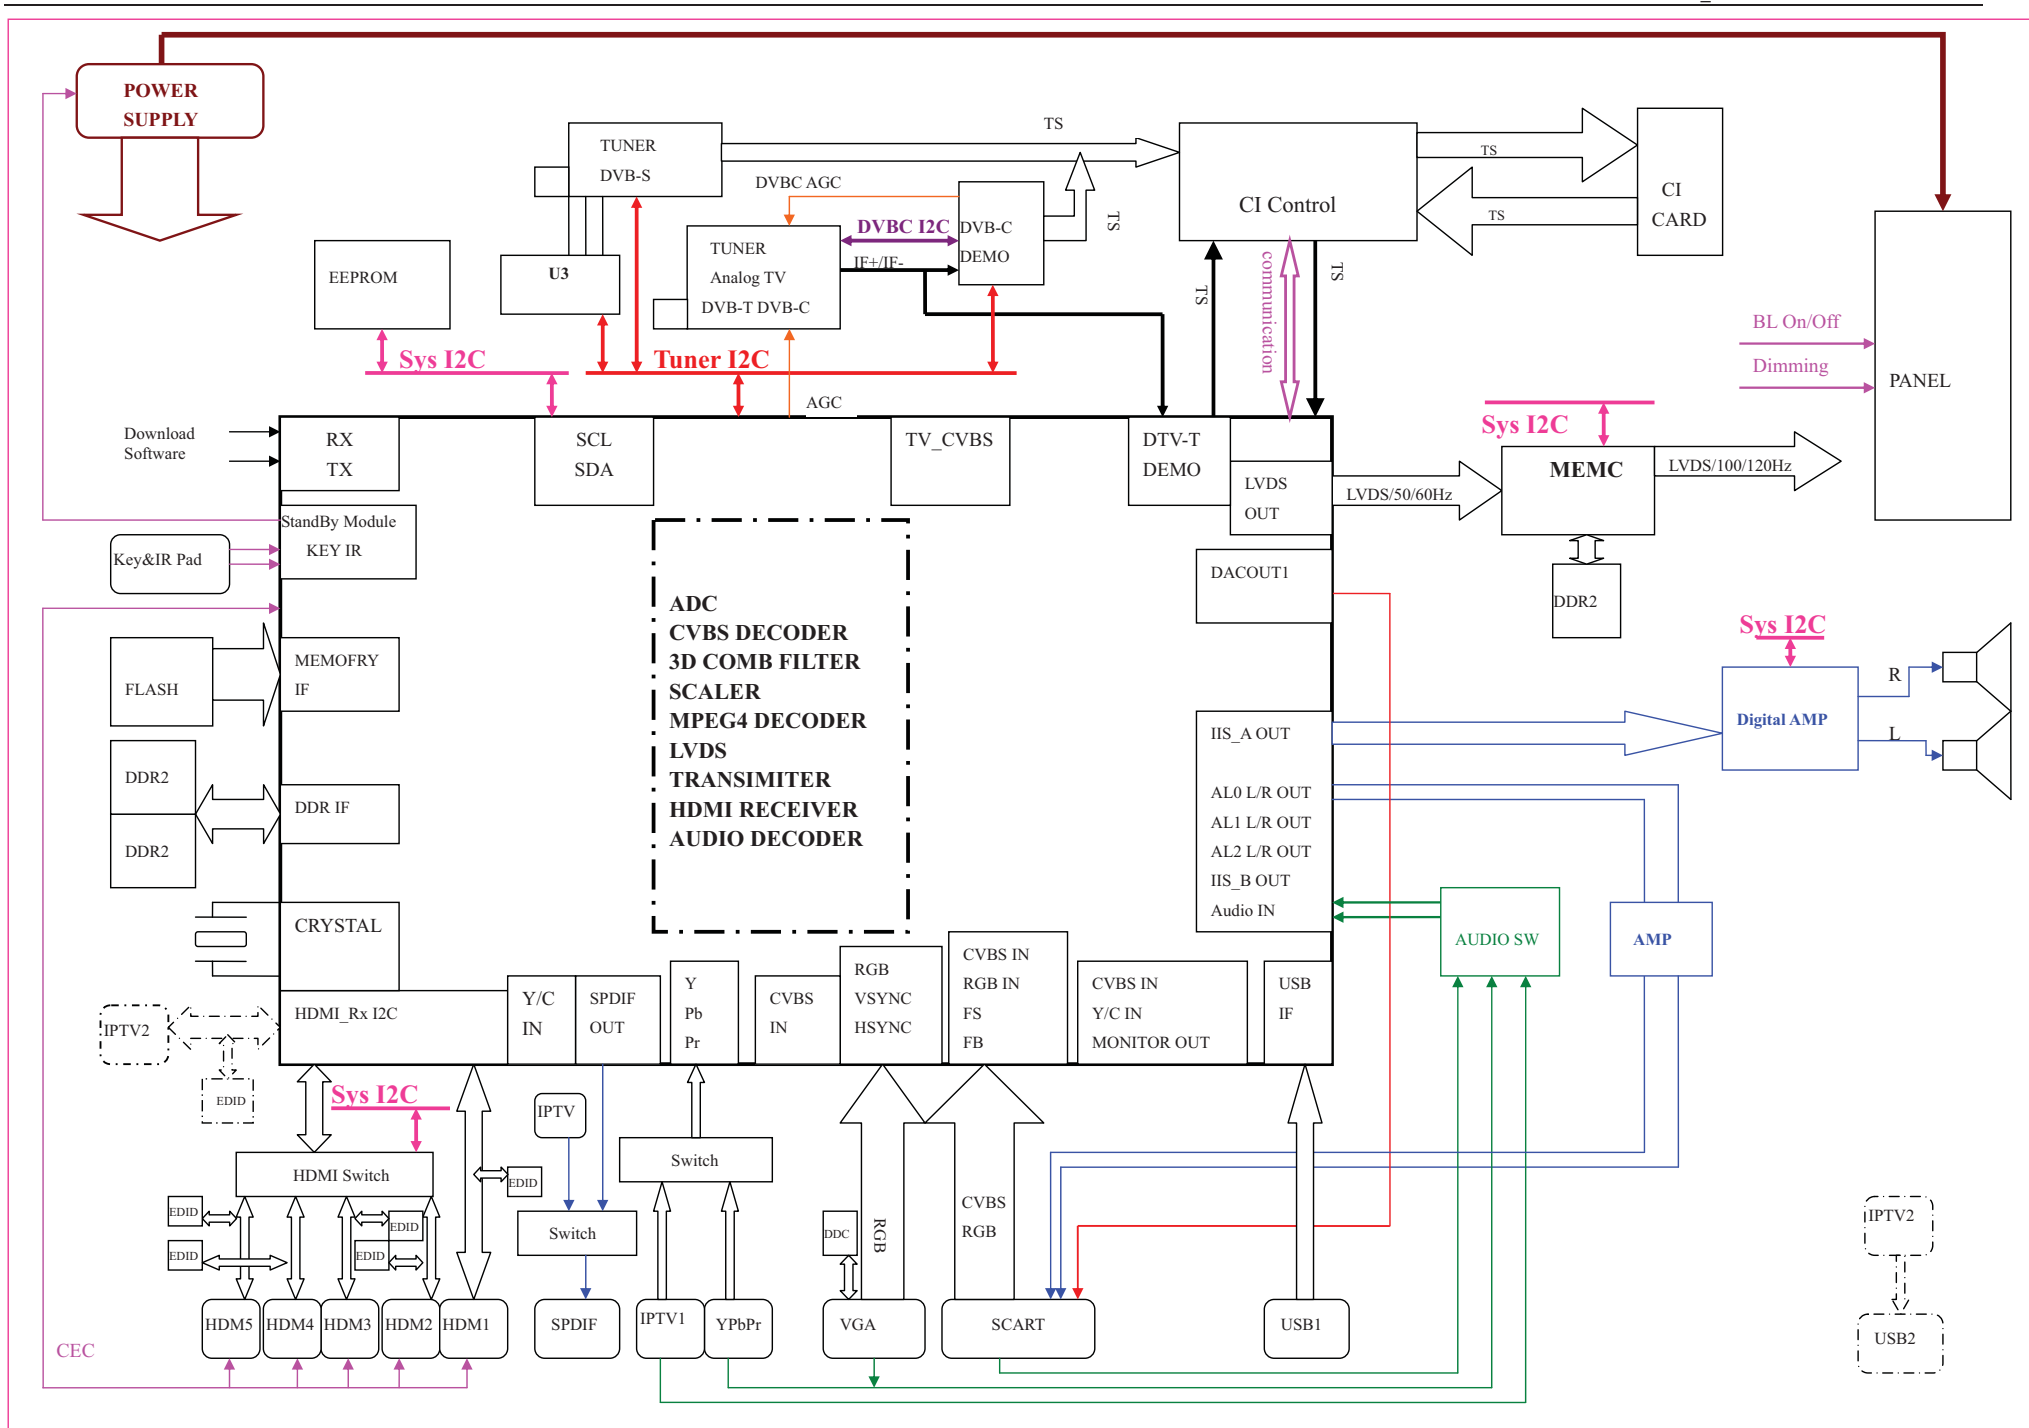 POWER
SUPPLY
TUNER
DVB-S
TS
CI Control
TS
TS
CI
CARD
DVBC AGC
DVBC I2C
DVB-C
DEMO
TS
TUNER
Analog TV
DVB-T DVB-C
IF+/IF-
U3
EEPROM
Sys I2C
Tuner I2C
AGC
TS
communication
TS
BL On/Off
Dimming
PANEL
Download
Software
RX
TX
SCL
SDA
TV_CVBS
DTV-T
DEMO
LVDS
OUT
LVDS/50/60Hz
Sys I2C
MEMC
LVDS/100/120Hz
DDR2
StandBy Module
KEY IR
Key&IR Pad
DACOUT1
ADC
CVBS DECODER
3D COMB FILTER
SCALER
MPEG4 DECODER
LVDS
TRANSIMITER
HDMI RECEIVER
AUDIO DECODER
FLASH
MEMOFRY
IF
DDR2
DDR2
DDR IF
CRYSTAL
Sys I2C
Digital AMP
R
L
IIS_A OUT
AL0 L/R OUT
AL1 L/R OUT
AL2 L/R OUT
IIS_B OUT
Audio IN
AUDIO SW
AMP
IPTV2
EDID
HDMI_Rx I2C
Y/C
IN
SPDIF
OUT
Y
Pb
Pr
CVBS
IN
RGB
VSYNC
HSYNC
CVBS IN
RGB IN
FS
FB
CVBS IN
Y/C IN
MONITOR OUT
USB
IF
Sys I2C
HDMI Switch
EDID
EDID
EDID
EDID
EDID
IPTV
Switch
Switch
DDC
RGB
CVBS
RGB
HDM5
HDM4
HDM3
HDM2
HDM1
SPDIF
IPTV1
YPbPr
VGA
SCART
USB1
CEC
IPTV2
USB2